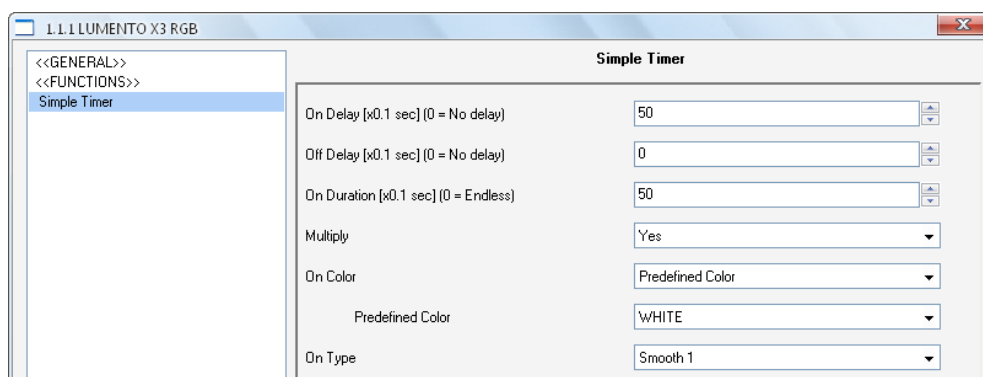 1.1.1 LUMENTO X3 RGB
<<GENERAL>>
<<FUNCTIONS>>
Simple Timer
Simple Timer
On Delay [x0.1 sec] (0 = No delay)
50
Off Delay [x0.1 sec] (0 = No delay)
0
On Duration [x0.1 sec] (0 = Endless)
50
Multiply
Yes
On Color
Predefined Color
Predefined Color
WHITE
On Type
Smooth 1